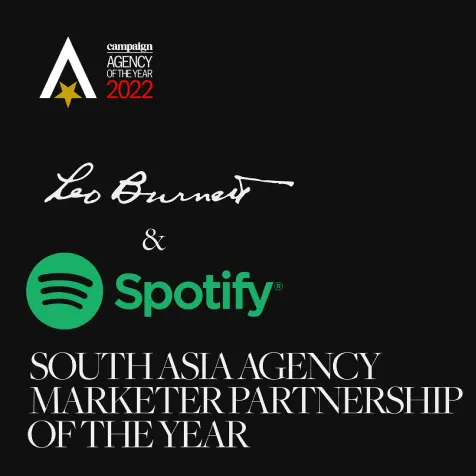 campaign
AGENCY
OF THE YEAR
2022
Leo Burnett
&
Spotify®
SOUTH ASIA AGENCY
MARKETER PARTNERSHIP
OF THE YEAR